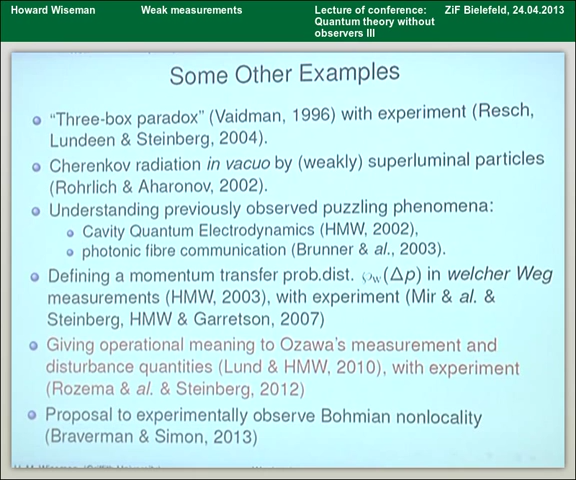 Howard Wiseman Weak measurements Lecture of conference: ZiF Bielefeld, 24.04.2013
Quantum theory without
observers III
Some Other Examples
“Three-box paradox” (Vaidman, 1996) with experiment (Resch,
Lundeen & Steinberg, 2004).
Cherenkov radiation in vacuo by (weakly) superluminal particles
(Rohrlich & Aharonov, 2002).
Understanding previously observed puzzling phenomena:
Cavity Quantum Electrodynamics (HMW, 2002),
photonic fibre communication (Brunner & al., 2003).
Defining a momentum transfer prob.dist. ℘w(Δp) in welcher Weg
measurements (HMW, 2003), with experiment (Mir & al. &
Steinberg, HMW & Garretson, 2007)
Giving operational meaning to Ozawa's measurement and
disturbance quantities (Lund & HMW, 2010), with experiment
(Rozema & al. & Steinberg, 2012)
Proposal to experimentally observe Bohmian nonlocality
(Braverman & Simon, 2013)